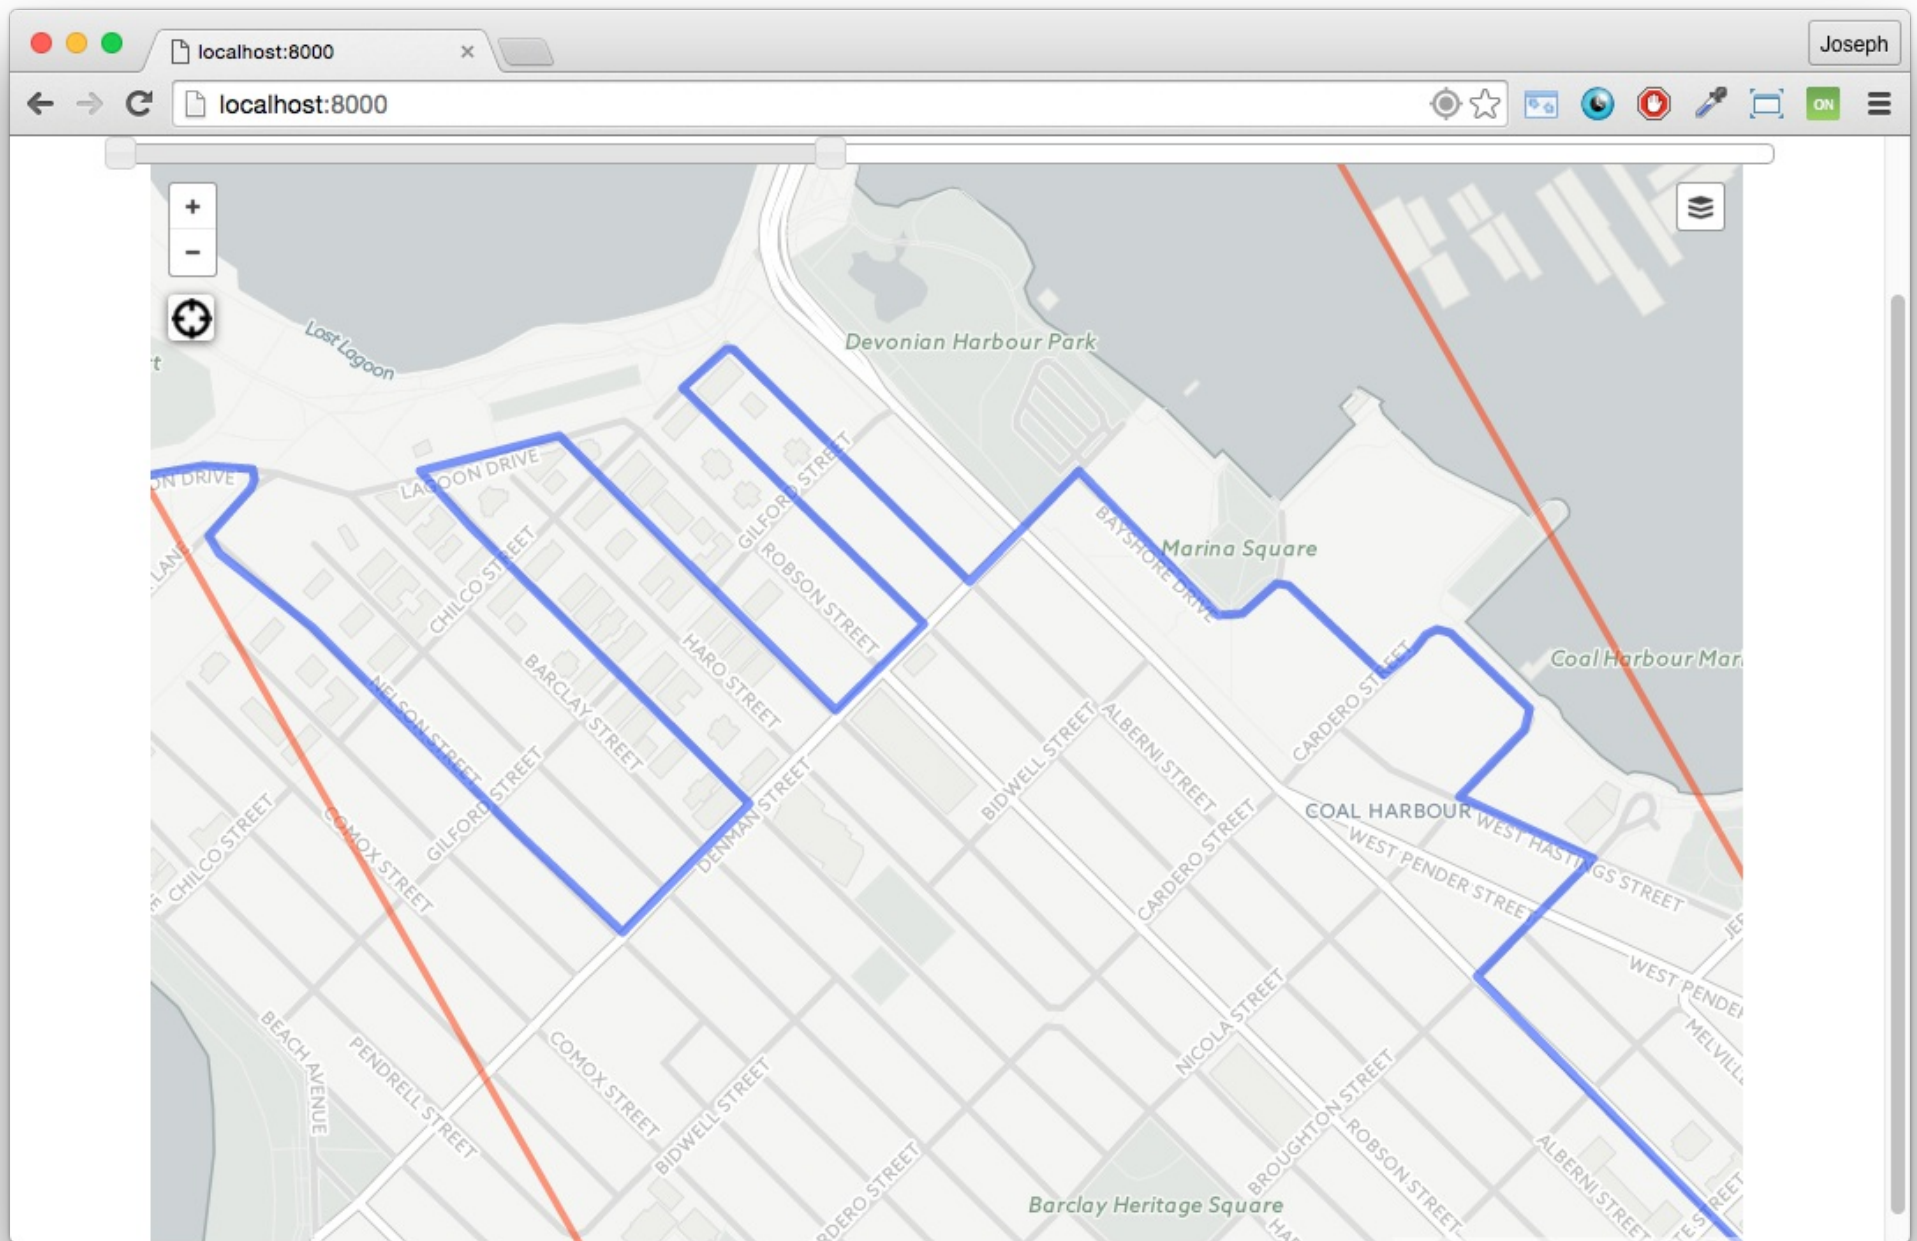 localhost:8000
Joseph
localhost:8000
ON
+
−
Lost Lagoon
Devonian Harbour Park
LAGOON DRIVE
GILFORD STREET
BAYSHORE DRIVE
Marina Square
LANE
CHILCO STREET
ROBSON STREET
HARO STREET
BARCLAY STREET
Coal Harbour Mar
CARDERO STREET
NELSON STREET
BIDWELL STREET
ALBERNI STREET
GILFORD STREET
DENMAN STREET
COAL HARBOUR
WEST HASTINGS STREET
CHILCO STREET
COMOX STREET
CARDERO STREET
WEST PENDER STREET
WEST PENDER
BEACH AVENUE
PENDRELL STREET
COMOX STREET
NICOLA STREET
MELVILL
BIDWELL STREET
BROUGHTON STREET
ROBSON STREET
ALBERNI STREET
DERO STREET
Barclay Heritage Square